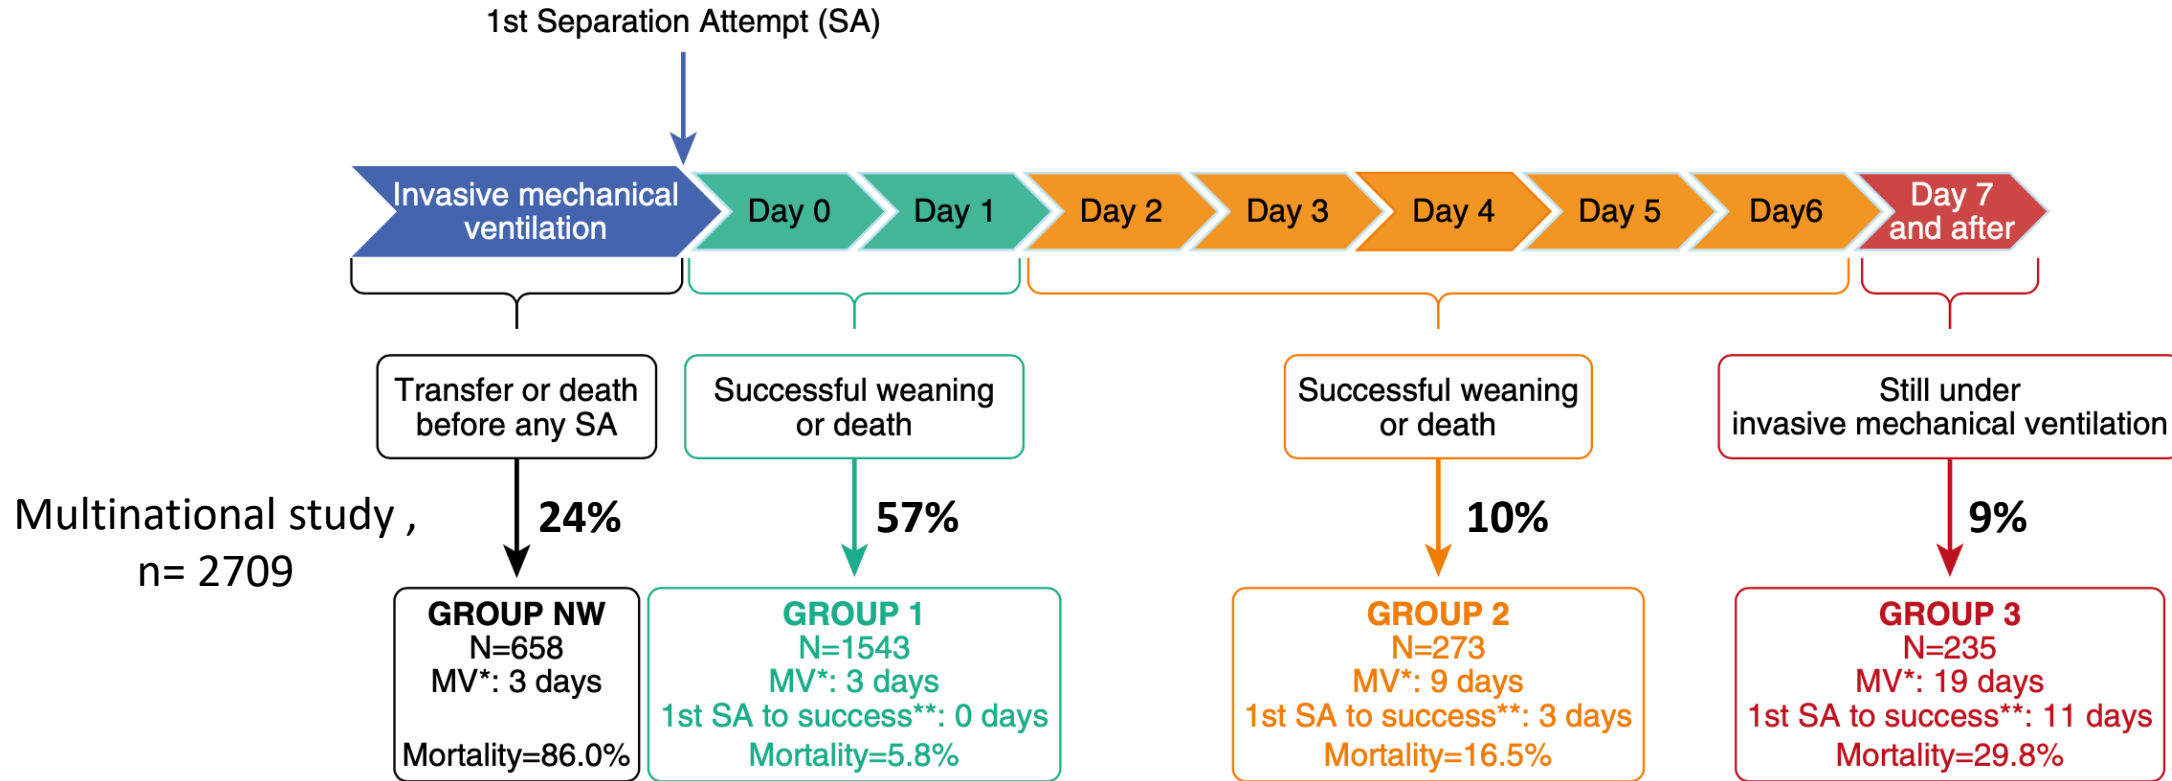 1st Separation Attempt (SA)
Invasive mechanical
ventilation
Day 0
Day 1
Day 2
Day 3
Day 4
Day 5
Day6
Day 7
and after
Transfer or death
before any SA
Successful weaning
or death
Successful weaning
or death
Still under
invasive mechanical ventilation
Multinational study ,
n= 2709
24%
57%
10%
9%
GROUP NW
N=658
MV*: 3 days
Mortality=86.0%
GROUP 1
N=1543
MV*: 3 days
1st SA to success**: 0 days
Mortality=5.8%
GROUP 2
N=273
MV*: 9 days
1st SA to success**: 3 days
Mortality=16.5%
GROUP 3
N=235
MV*: 19 days
1st SA to success**: 11 days
Mortality=29.8%